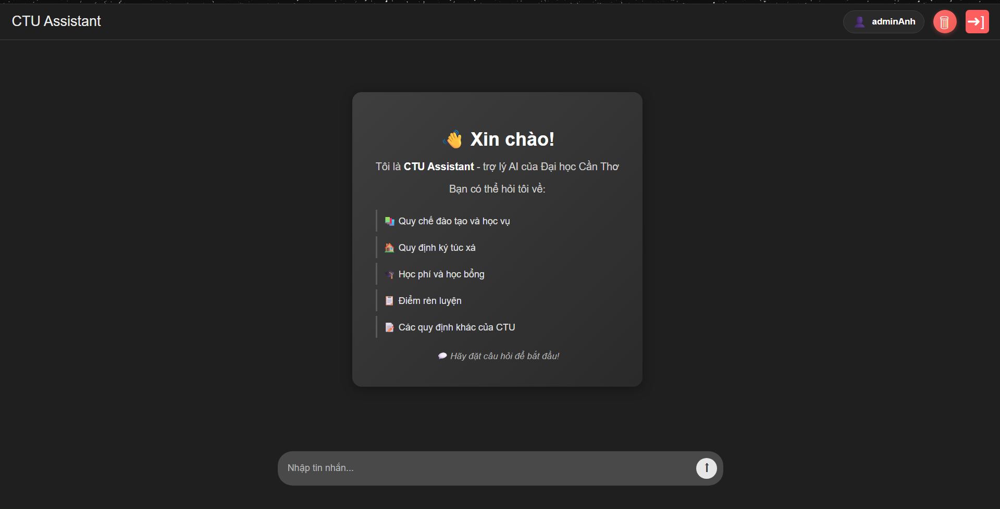 CTU Assistant
adminAnh
Xin chào!
Tôi là CTU Assistant - trợ lý AI của Đại học Cần Thơ
Bạn có thể hỏi tôi về:
Quy chế đào tạo và học vụ
Quy định ký túc xá
Học phí và học bổng
Điểm rèn luyện
Các quy định khác của CTU
Hãy đặt câu hỏi để bắt đầu!
Nhập tin nhắn...